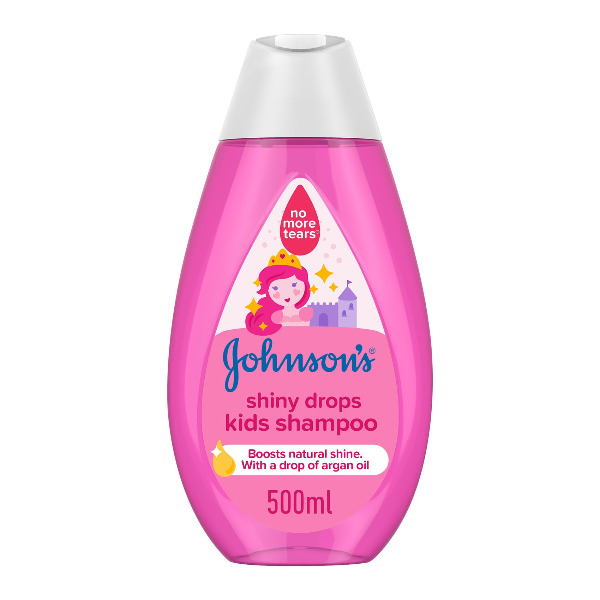 no
more
tears®
Johnson's®
shiny drops
kids shampoo
Boosts natural shine.
With a drop of argan oil
500ml